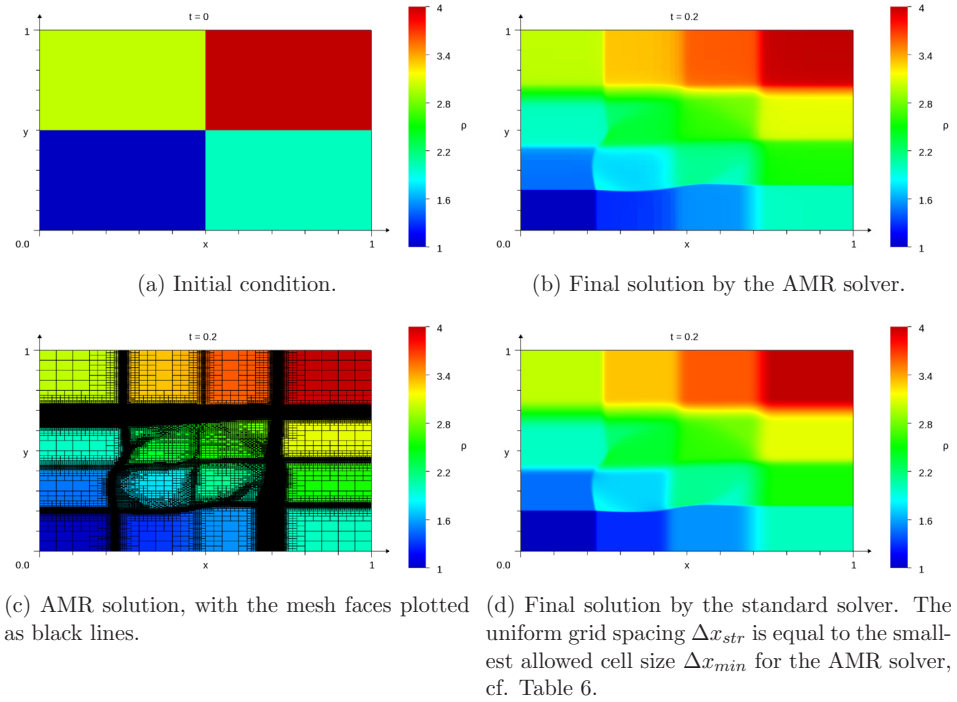 t = 0
1
y
0.0
x
1
4
3.4
2.8
ρ
2.2
1.6
1
(a) Initial condition.
t = 0.2
1
y
0.0
x
1
4
3.4
2.8
ρ
2.2
1.6
1
(b) Final solution by the AMR solver.
t = 0.2
1
y
0.0
x
1
4
3.4
2.8
ρ
2.2
1.6
1
(c) AMR solution, with the mesh faces plotted
as black lines.
t = 0.2
1
y
0.0
x
1
4
3.4
2.8
ρ
2.2
1.6
1
(d) Final solution by the standard solver. The
uniform grid spacing Δx_{str} is equal to the small-
est allowed cell size Δx_{min} for the AMR solver,
cf. Table 6.